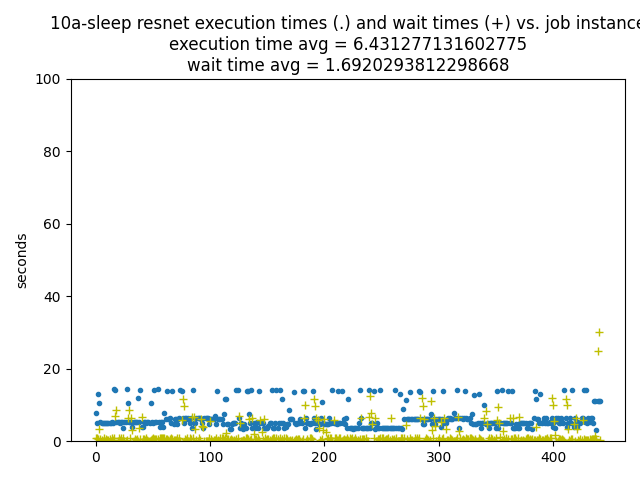 10a-sleep resnet execution times (.) and wait times (+) vs. job instance
execution time avg = 6.431277131602775
wait time avg = 1.6920293812298668
100
80
60
40
20
0
seconds
0 100 200 300 400